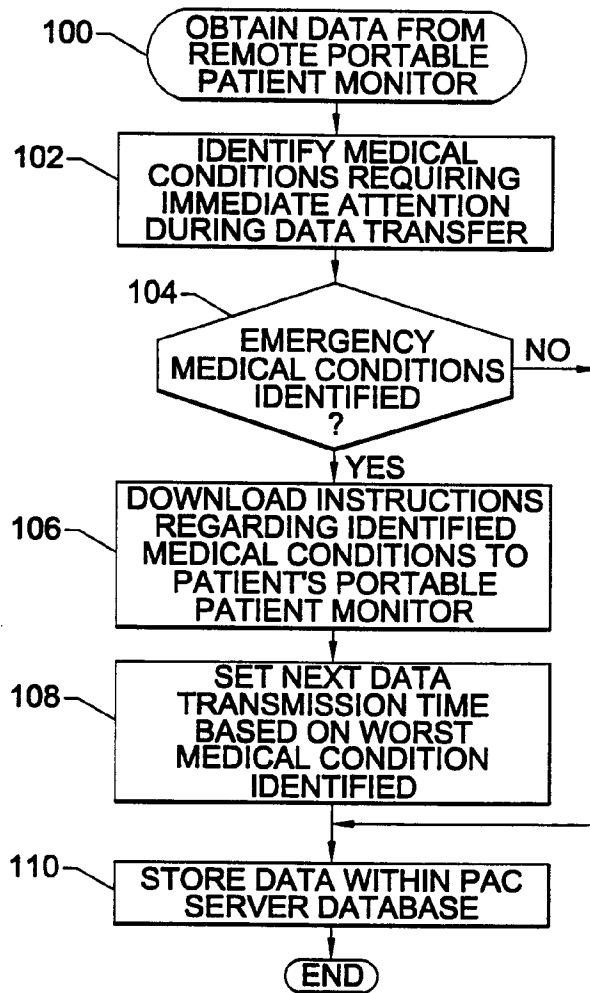 100
OBTAIN DATA FROM
REMOTE PORTABLE
PATIENT MONITOR
102
IDENTIFY MEDICAL
CONDITIONS REQUIRING
IMMEDIATE ATTENTION
DURING DATA TRANSFER
104
EMERGENCY
MEDICAL CONDITIONS
IDENTIFIED
?
NO
YES
106
DOWNLOAD INSTRUCTIONS
REGARDING IDENTIFIED
MEDICAL CONDITIONS TO
PATIENT'S PORTABLE
PATIENT MONITOR
108
SET NEXT DATA
TRANSMISSION TIME
BASED ON WORST
MEDICAL CONDITION
IDENTIFIED
110
STORE DATA WITHIN PAC
SERVER DATABASE
END